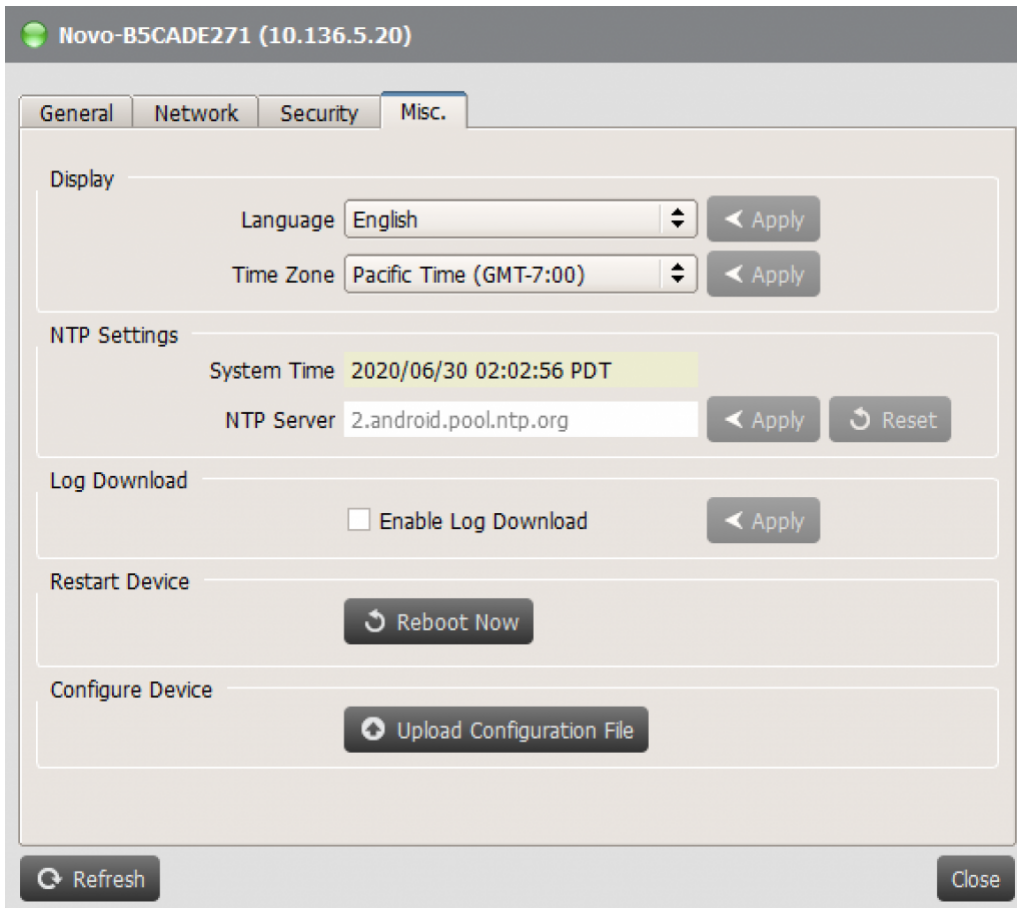 Novo-B5CADE271 (10.136.5.20)
General Network Security Misc.
Display
Language English Apply
Time Zone Pacific Time (GMT-7:00) Apply
NTP Settings
System Time 2020/06/30 02:02:56 PDT
NTP Server 2.android.pool.ntp.org Apply Reset
Log Download
Enable Log Download Apply
Restart Device
Reboot Now
Configure Device
Upload Configuration File
Refresh Close